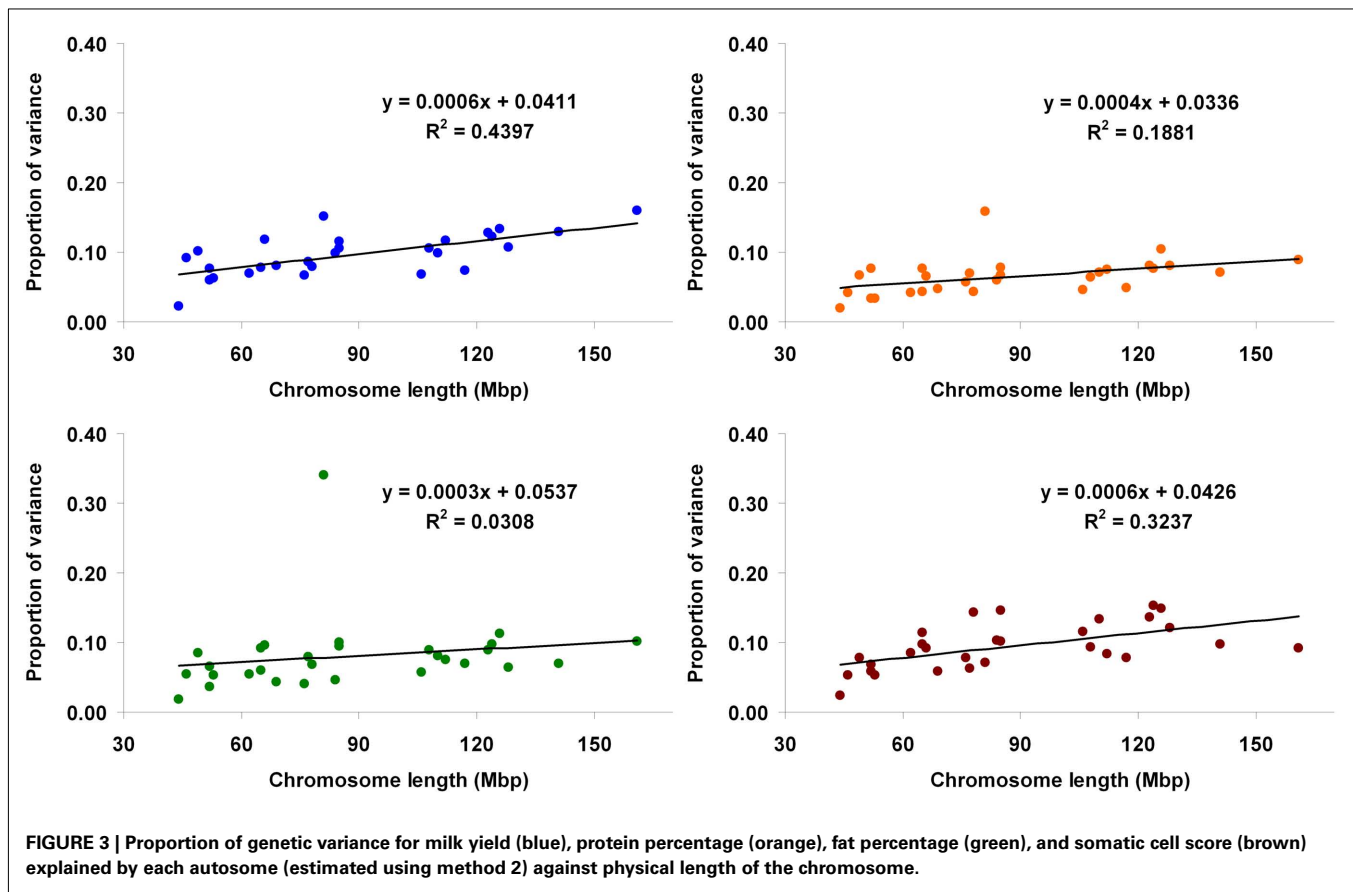 0.40
0.30
0.20
0.10
0.00
Proportion of variance
y = 0.0006x + 0.0411
R² = 0.4397
30 60 90 120 150
Chromosome length (Mbp)
0.40
0.30
0.20
0.10
0.00
Proportion of variance
y = 0.0004x + 0.0336
R² = 0.1881
30 60 90 120 150
Chromosome length (Mbp)
0.40
0.30
0.20
0.10
0.00
Proportion of variance
y = 0.0003x + 0.0537
R² = 0.0308
30 60 90 120 150
Chromosome length (Mbp)
0.40
0.30
0.20
0.10
0.00
Proportion of variance
y = 0.0006x + 0.0426
R² = 0.3237
30 60 90 120 150
Chromosome length (Mbp)
FIGURE 3 | Proportion of genetic variance for milk yield (blue), protein percentage (orange), fat percentage (green), and somatic cell score (brown)
explained by each autosome (estimated using method 2) against physical length of the chromosome.